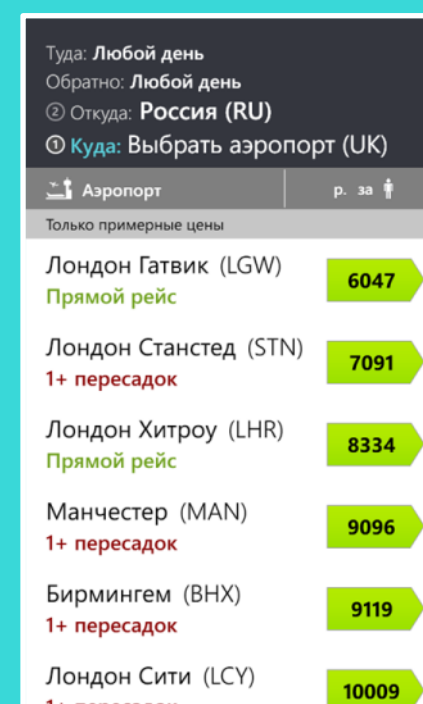 Туда: Любой день
Обратно: Любой день
② Откуда: Россия (RU)
① Куда: Выбрать аэропорт (UK)
Аэропорт р. за
Только примерные цены
Лондон Гатвик (LGW) 6047
Прямой рейс
Лондон Станстед (STN) 7091
1+ пересадок
Лондон Хитроу (LHR) 8334
Прямой рейс
Манчестер (MAN) 9096
1+ пересадок
Бирмингем (BHX) 9119
1+ пересадок
Лондон Сити (LCY) 10009
1+ пересадок